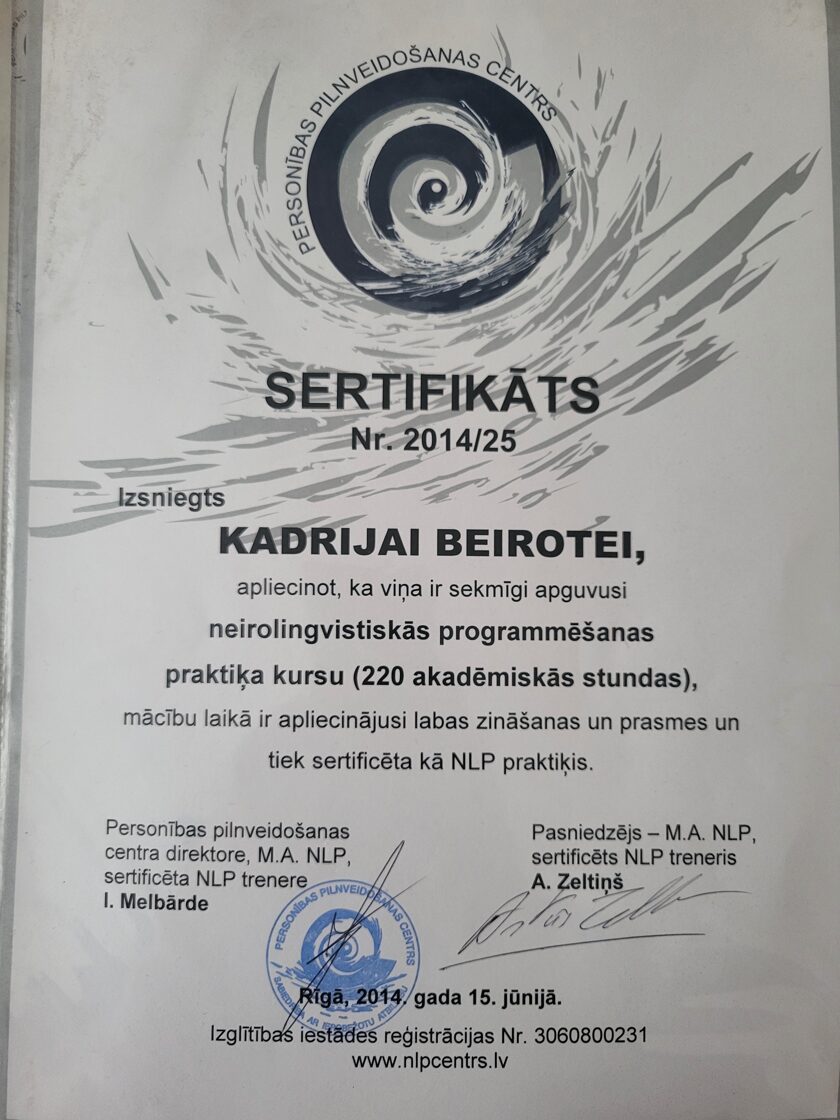 PERSONĪBAS PILNVEIDOŠANAS CENTRS
SERTIFIKĀTS
Nr. 2014/25
Izsniegts
KADRIJAI BEIROTEI,
apliecinot, ka viņa ir sekmīgi apguvusi
neirolingvistiskās programmēšanas
praktiķa kursu (220 akadēmiskās stundas),
mācību laikā ir apliecinājusi labas zināšanas un prasmes un
tiek sertificēta kā NLP praktiķis.
Personības pilnveidošanas
centra direktore, M.A. NLP,
sertificēta NLP trenere
I. Melbārde
Pasniedzējs – M.A. NLP,
sertificēts NLP treneris
A. Zeltiņš
PERSONĪBAS PILNVEIDOŠANAS CENTRS
SABIEDRĪBA AR IEROBEŽOTU
Rīgā, 2014. gada 15. jūnijā.
Izglītības iestādes reģistrācijas Nr. 3060800231
www.nlpcentrs.lv